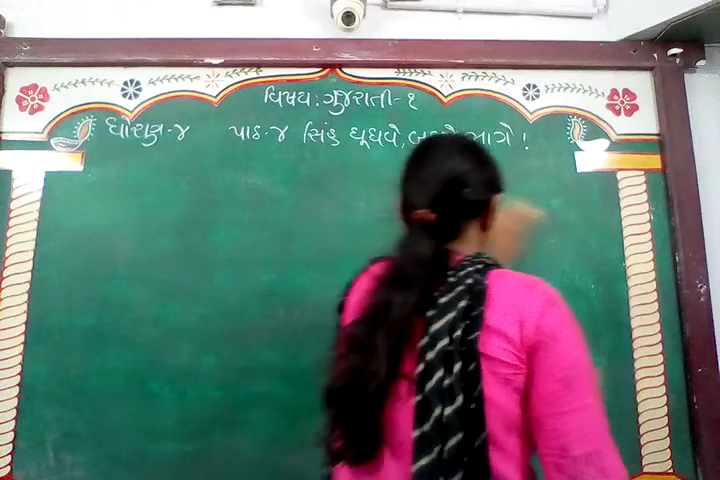 વિષય : ગુજરાતી-૧
ધોરણ-૪ પાઠ-૪ સિંહ ઘૂઘવે, ભાગે !